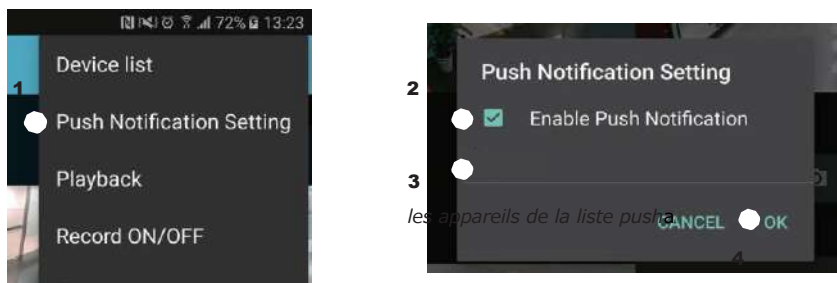 72% 13:23
Device list
1
Push Notification Setting
Playback
Record ON/OFF
Push Notification Setting
2
Enable Push Notification
3
les appareils de la liste pusha
CANCEL OK
4